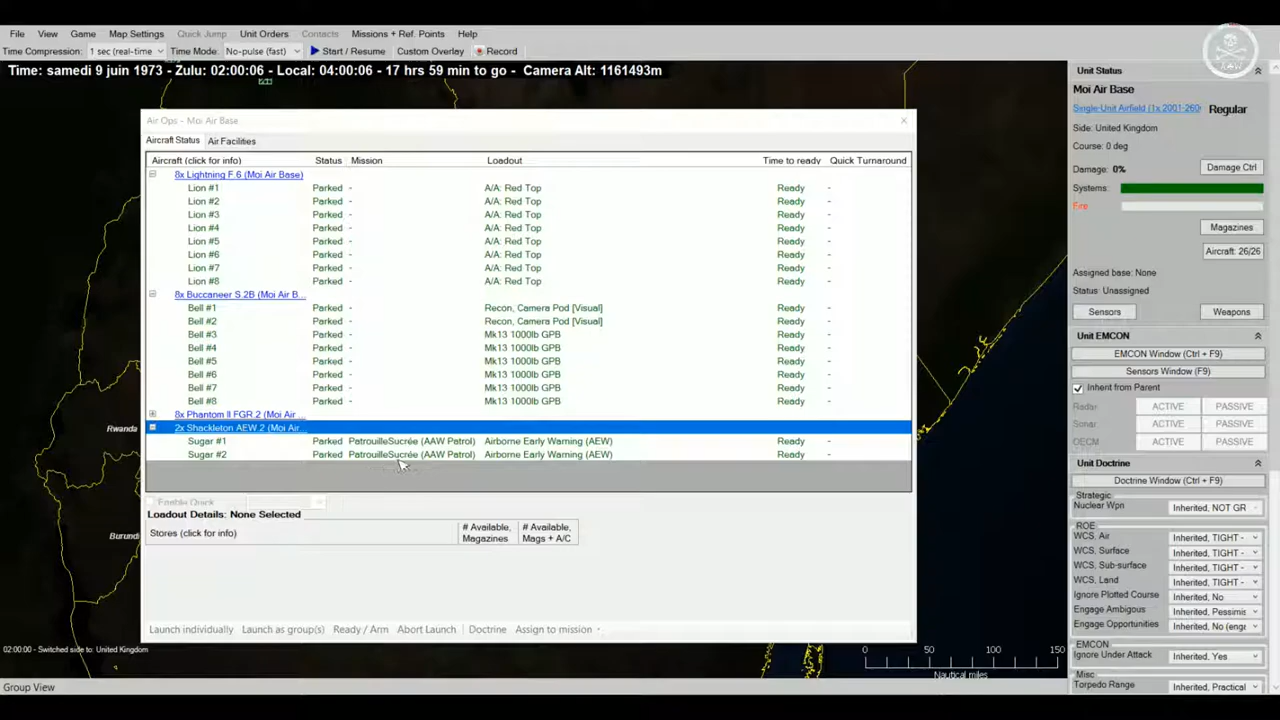 File View Game Map Settings Quick Jump Unit Orders Contacts Missions + Ref. Points Help
Time Compression: 1 sec (real-time) Time Mode: No-pulse (fast) Start / Resume Custom Overlay Record
Time: samedi 9 juin 1973 - Zulu: 02:00:06 - Local: 04:00:06 - 17 hrs 59 min to go - Camera Alt: 1161493m
Air Ops - Moi Air Base
Aircraft Status Air Facilities
Aircraft (click for info) Status Mission Loadout Time to ready Quick Turnaround
8x Lightning F.6 (Moi Air Base)
Lion #1 Parked - A/A: Red Top Ready -
Lion #2 Parked - A/A: Red Top Ready -
Lion #3 Parked - A/A: Red Top Ready -
Lion #4 Parked - A/A: Red Top Ready -
Lion #5 Parked - A/A: Red Top Ready -
Lion #6 Parked - A/A: Red Top Ready -
Lion #7 Parked - A/A: Red Top Ready -
Lion #8 Parked - A/A: Red Top Ready -
8x Buccaneer S.2B (Moi Air B...
Bell #1 Parked - Recon, Camera Pod [Visual] Ready -
Bell #2 Parked - Recon, Camera Pod [Visual] Ready -
Bell #3 Parked - Mk13 1000lb GPB Ready -
Bell #4 Parked - Mk13 1000lb GPB Ready -
Bell #5 Parked - Mk13 1000lb GPB Ready -
Bell #6 Parked - Mk13 1000lb GPB Ready -
Bell #7 Parked - Mk13 1000lb GPB Ready -
Bell #8 Parked - Mk13 1000lb GPB Ready -
8x Phantom II FGR.2 (Moi Air ...
2x Shackleton AEW.2 (Moi Air...
Sugar #1 Parked PatrouilleSucrée (AAW Patrol) Airborne Early Warning (AEW) Ready -
Sugar #2 Parked PatrouilleSucrée (AAW Patrol) Airborne Early Warning (AEW) Ready -
Enable Quick
Loadout Details: None Selected
Stores (click for info) # Available, Magazines # Available, Mags + A/C
Launch individually Launch as group(s) Ready / Arm Abort Launch Doctrine Assign to mission
Rwanda
Burundi
02:00:00 - Switched side to: United Kingdom
0 50 100 150
Nautical miles
Group View
Unit Status
Moi Air Base
Single-Unit Airfield (1x 2001-260 Regular
Side: United Kingdom
Course: 0 deg
Damage: 0% Damage Ctrl
Systems:
Fire
Magazines
Aircraft: 26/26
Assigned base: None
Status: Unassigned
Sensors Weapons
Unit EMCON
EMCON Window (Ctrl + F9)
Sensors Window (F9)
Inherit from Parent
Radar ACTIVE PASSIVE
Sonar ACTIVE PASSIVE
OECM ACTIVE PASSIVE
Unit Doctrine
Doctrine Window (Ctrl + F9)
Strategic
Nuclear Wpn Inherited, NOT GR
ROE
WCS, Air Inherited, TIGHT -
WCS, Surface Inherited, TIGHT -
WCS, Sub-surface Inherited, TIGHT -
WCS, Land Inherited, TIGHT -
Ignore Plotted Course Inherited, No
Engage Ambiguous Inherited, Pessimis
Engage Opportunities Inherited, No (eng
EMCON
Ignore Under Attack Inherited, Yes
Misc
Torpedo Range Inherited, Practical